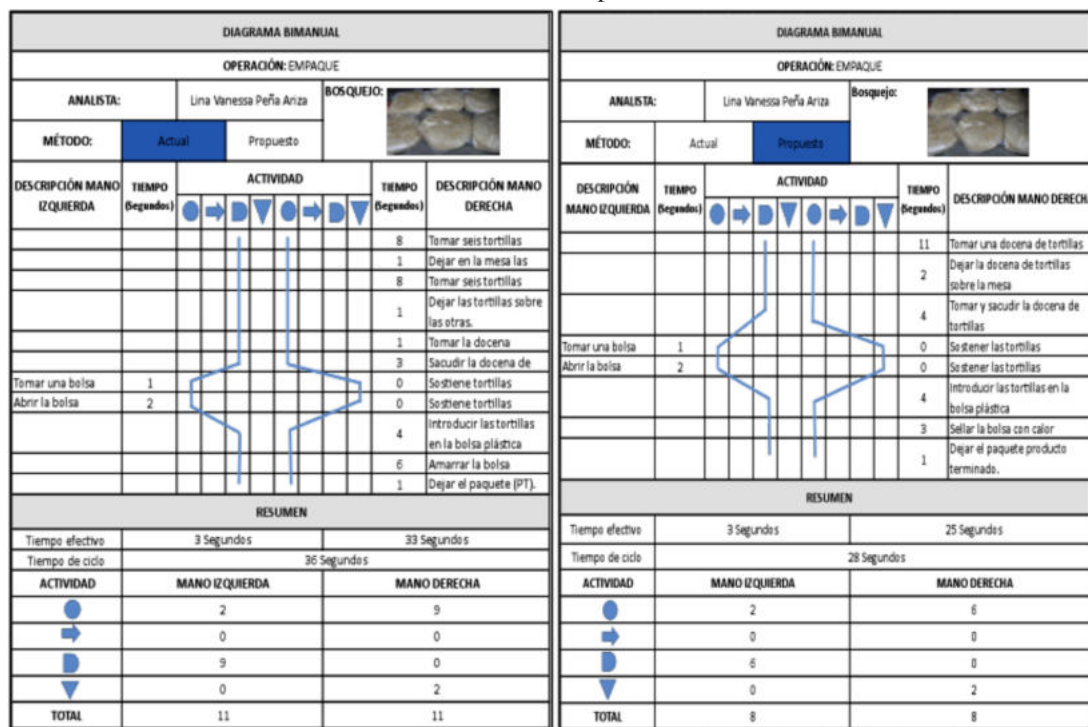 DIAGRAMA BIMANUAL
OPERACIÓN: EMPAQUE
ANALISTA: Lina Vanessa Peña Ariza BOSQUEJO:
MÉTODO: Actual Propuesto
DESCRIPCIÓN MANO IZQUIERDA TIEMPO (Segundos) ACTIVIDAD TIEMPO (Segundos) DESCRIPCIÓN MANO DERECHA
8 Tomar seis tortillas
1 Dejar en la mesa las
8 Tomar seis tortillas
1 Dejar las tortillas sobre
las otras.
1 Tomar la docena
3 Sacudir la docena de
Tomar una bolsa 1 0 Sostiene tortillas
Abrir la bolsa 2 0 Sostiene tortillas
4 Introducir las tortillas
en la bolsa plástica
6 Amarrar la bolsa
1 Dejar el paquete (PT).
RESUMEN
Tiempo efectivo 3 Segundos 33 Segundos
Tiempo de ciclo 36 Segundos
ACTIVIDAD MANO IZQUIERDA MANO DERECHA
2 9
0 0
9 0
0 2
TOTAL 11 11
DIAGRAMA BIMANUAL
OPERACIÓN: EMPAQUE
ANALISTA: Lina Vanessa Peña Ariza Bosquejo:
MÉTODO: Actual Propuesto
DESCRIPCIÓN MANO IZQUIERDA TIEMPO (Segundos) ACTIVIDAD TIEMPO (Segundos) DESCRIPCIÓN MANO DERECHA
11 Tomar una docena de tortillas
2 Dejar la docena de tortillas
sobre la mesa
4 Tomar y sacudir la docena de
tortillas
Tomar una bolsa 1 0 Sostener las tortillas
Abrir la bolsa 2 0 Sostener las tortillas
4 Introducir las tortillas en la
bolsa plástica
3 Sellar la bolsa con calor
1 Dejar el paquete producto
terminado.
RESUMEN
Tiempo efectivo 3 Segundos 25 Segundos
Tiempo de ciclo 28 Segundos
ACTIVIDAD MANO IZQUIERDA MANO DERECHA
2 6
0 0
6 0
0 2
TOTAL 8 8